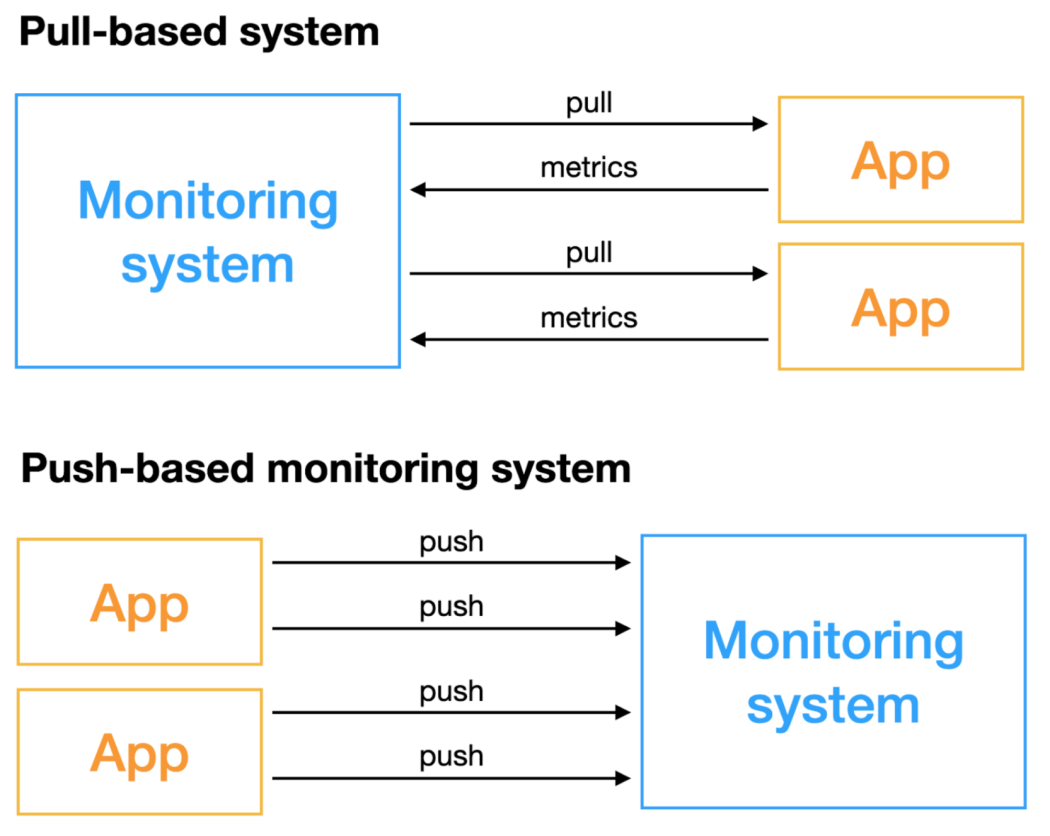 Pull-based system
Monitoring
system
pull
metrics
App
pull
metrics
App
Push-based monitoring system
App
push
push
App
push
push
Monitoring
system